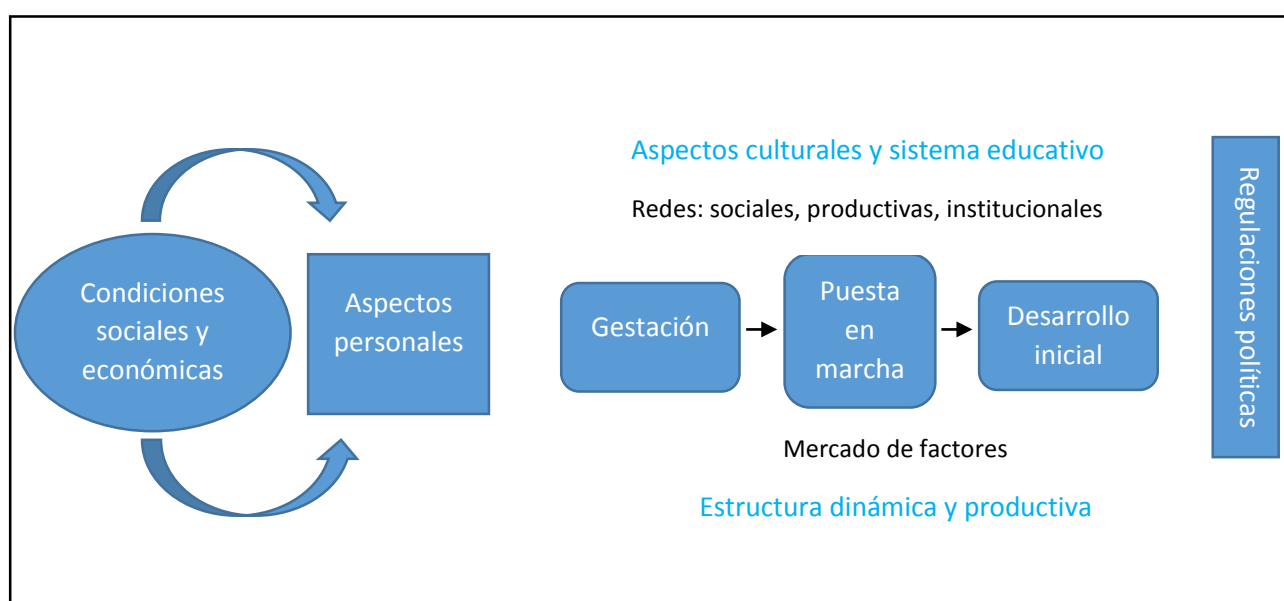 Condiciones
sociales y
económicas
Aspectos
personales
Aspectos culturales y sistema educativo
Redes: sociales, productivas, institucionales
Gestación
Puesta
en
marcha
Desarrollo
inicial
Mercado de factores
Estructura dinámica y productiva
Regulaciones políticas